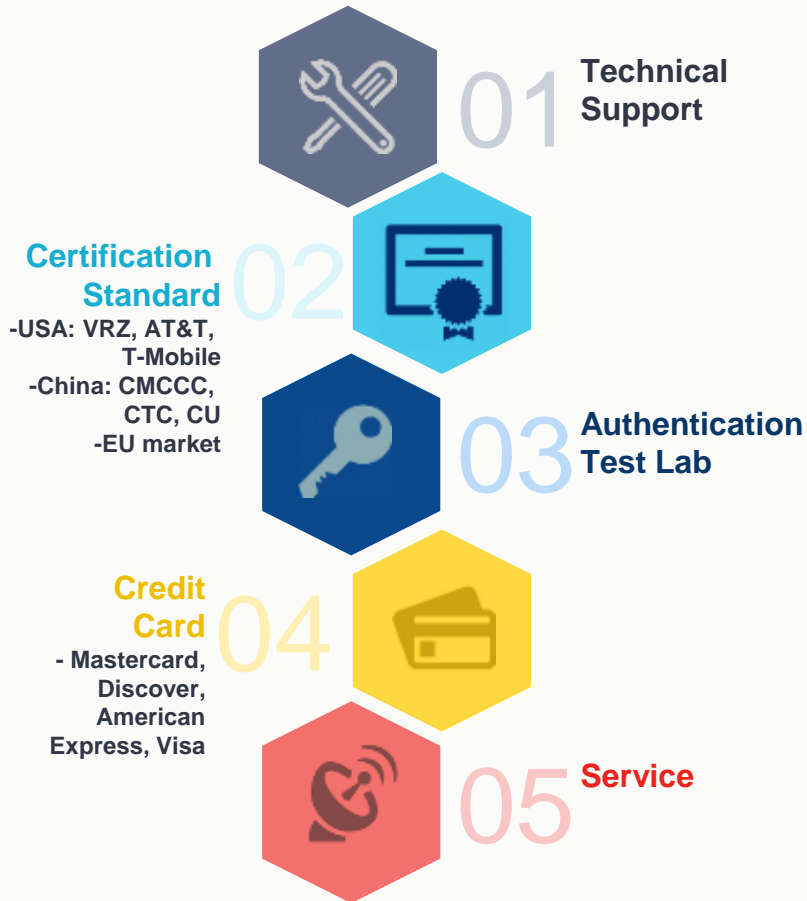 01
Technical
Support
02
Certification
Standard
-USA: VRZ, AT&T,
T-Mobile
-China: CMCCC,
CTC, CU
-EU market
03
Authentication
Test Lab
04
Credit
Card
- Mastercard,
Discover,
American
Express, Visa
05
Service